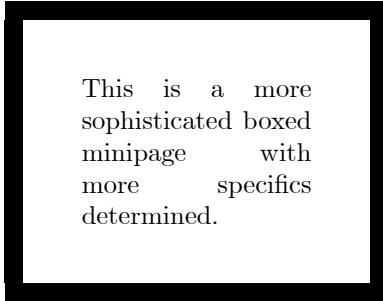 This is a more
sophisticated boxed
minipage with
more specifics
determined.